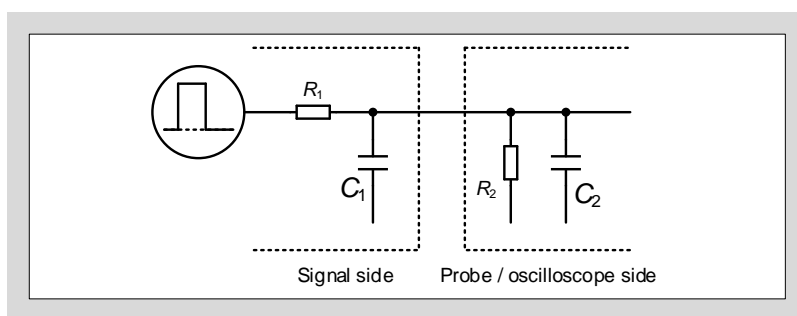 R1
C1
R2
C2
Signal side
Probe / oscilloscope side